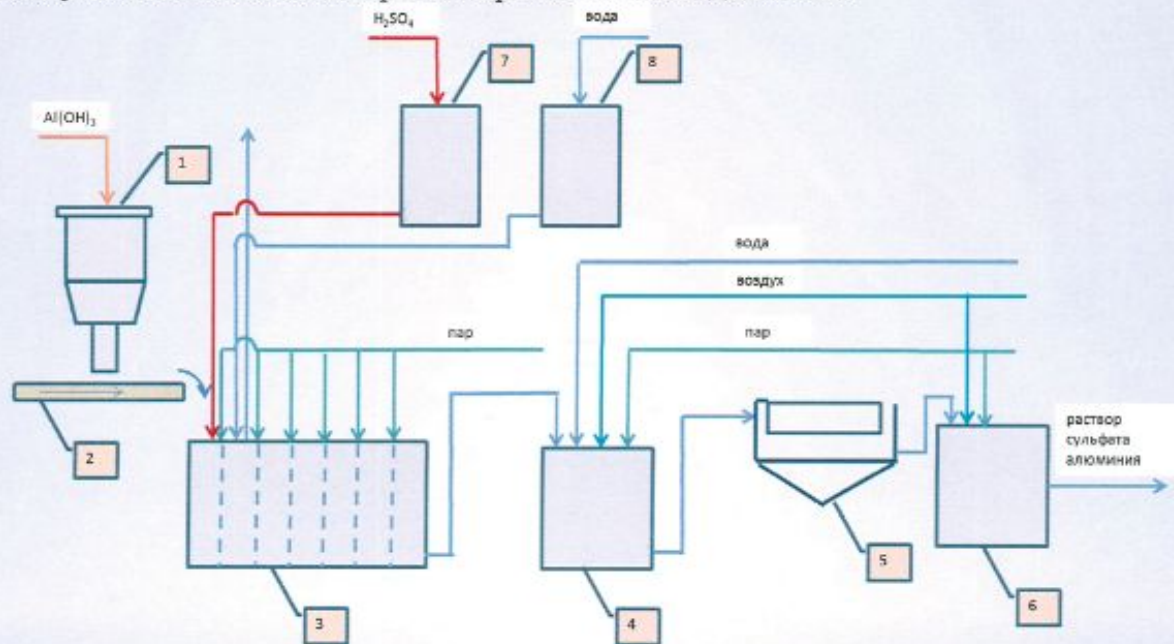 H₂SO₄
вода
7
8
Al(OH)₃
1
вода
воздух
пар
пар
раствор
сульфата
алюминия
2
5
6
3
4